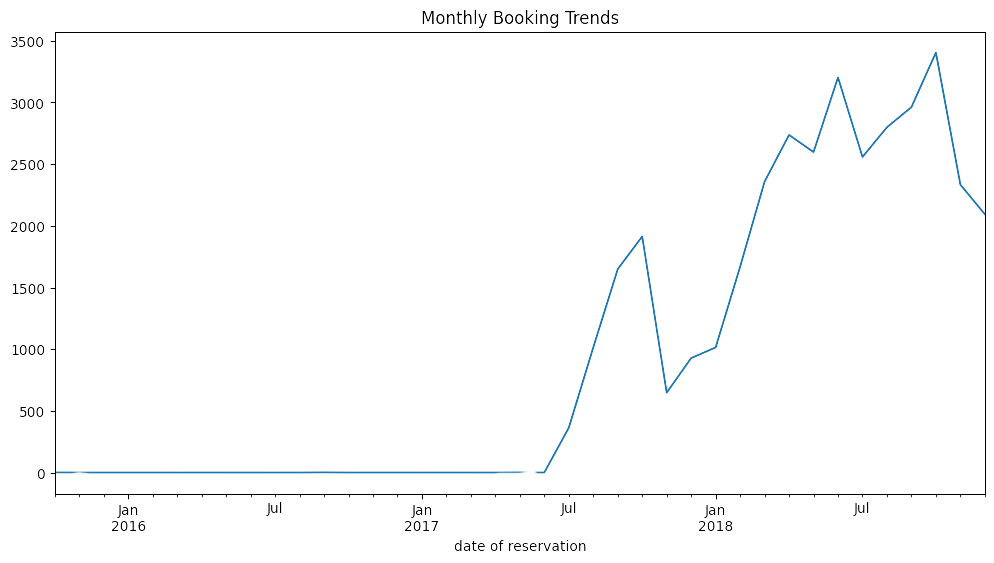 Monthly Booking Trends
3500
3000
2500
2000
1500
1000
500
0
Jan Jul Jan Jul Jan Jul
2016 2017 2018
date of reservation